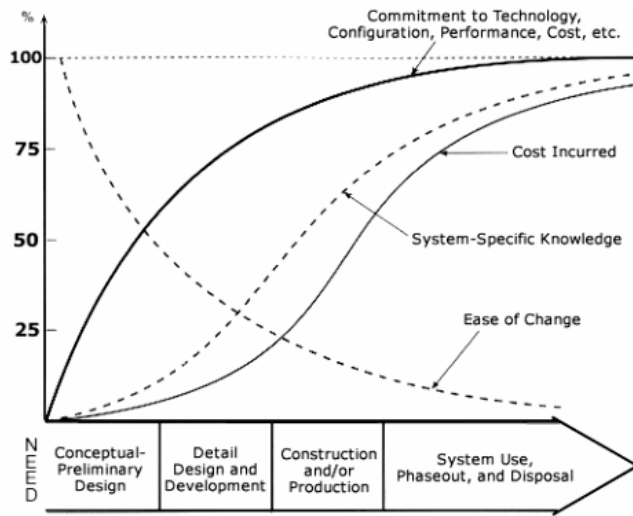 %
Commitment to Technology,
Configuration, Performance, Cost, etc.
100
75
Cost Incurred
50
System-Specific Knowledge
25
Ease of Change
NEED
Conceptual-
Preliminary
Design
Detail
Design and
Development
Construction
and/or
Production
System Use,
Phaseout, and Disposal